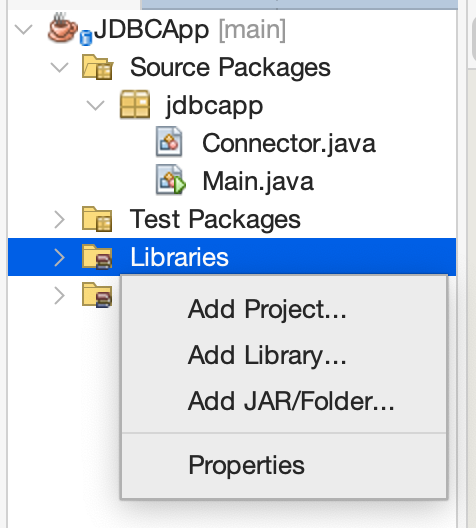 JDBCApp [main]
Source Packages
jdbcapp
Connector.java
Main.java
Test Packages
Libraries
Add Project...
Add Library...
Add JAR/Folder...
Properties